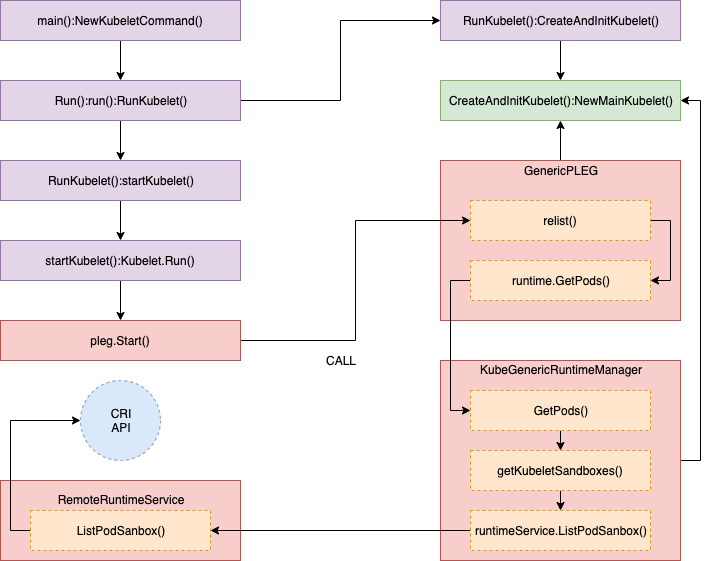 main():NewKubeletCommand()
RunKubelet():CreateAndInitKubelet()
Run():run():RunKubelet()
CreateAndInitKubelet():NewMainKubelet()
RunKubelet():startKubelet()
GenericPLEG
relist()
startKubelet():Kubelet.Run()
runtime.GetPods()
pleg.Start()
CALL
KubeGenericRuntimeManager
CRI
API
GetPods()
getKubeletSandboxes()
RemoteRuntimeService
ListPodSanbox()
runtimeService.ListPodSanbox()